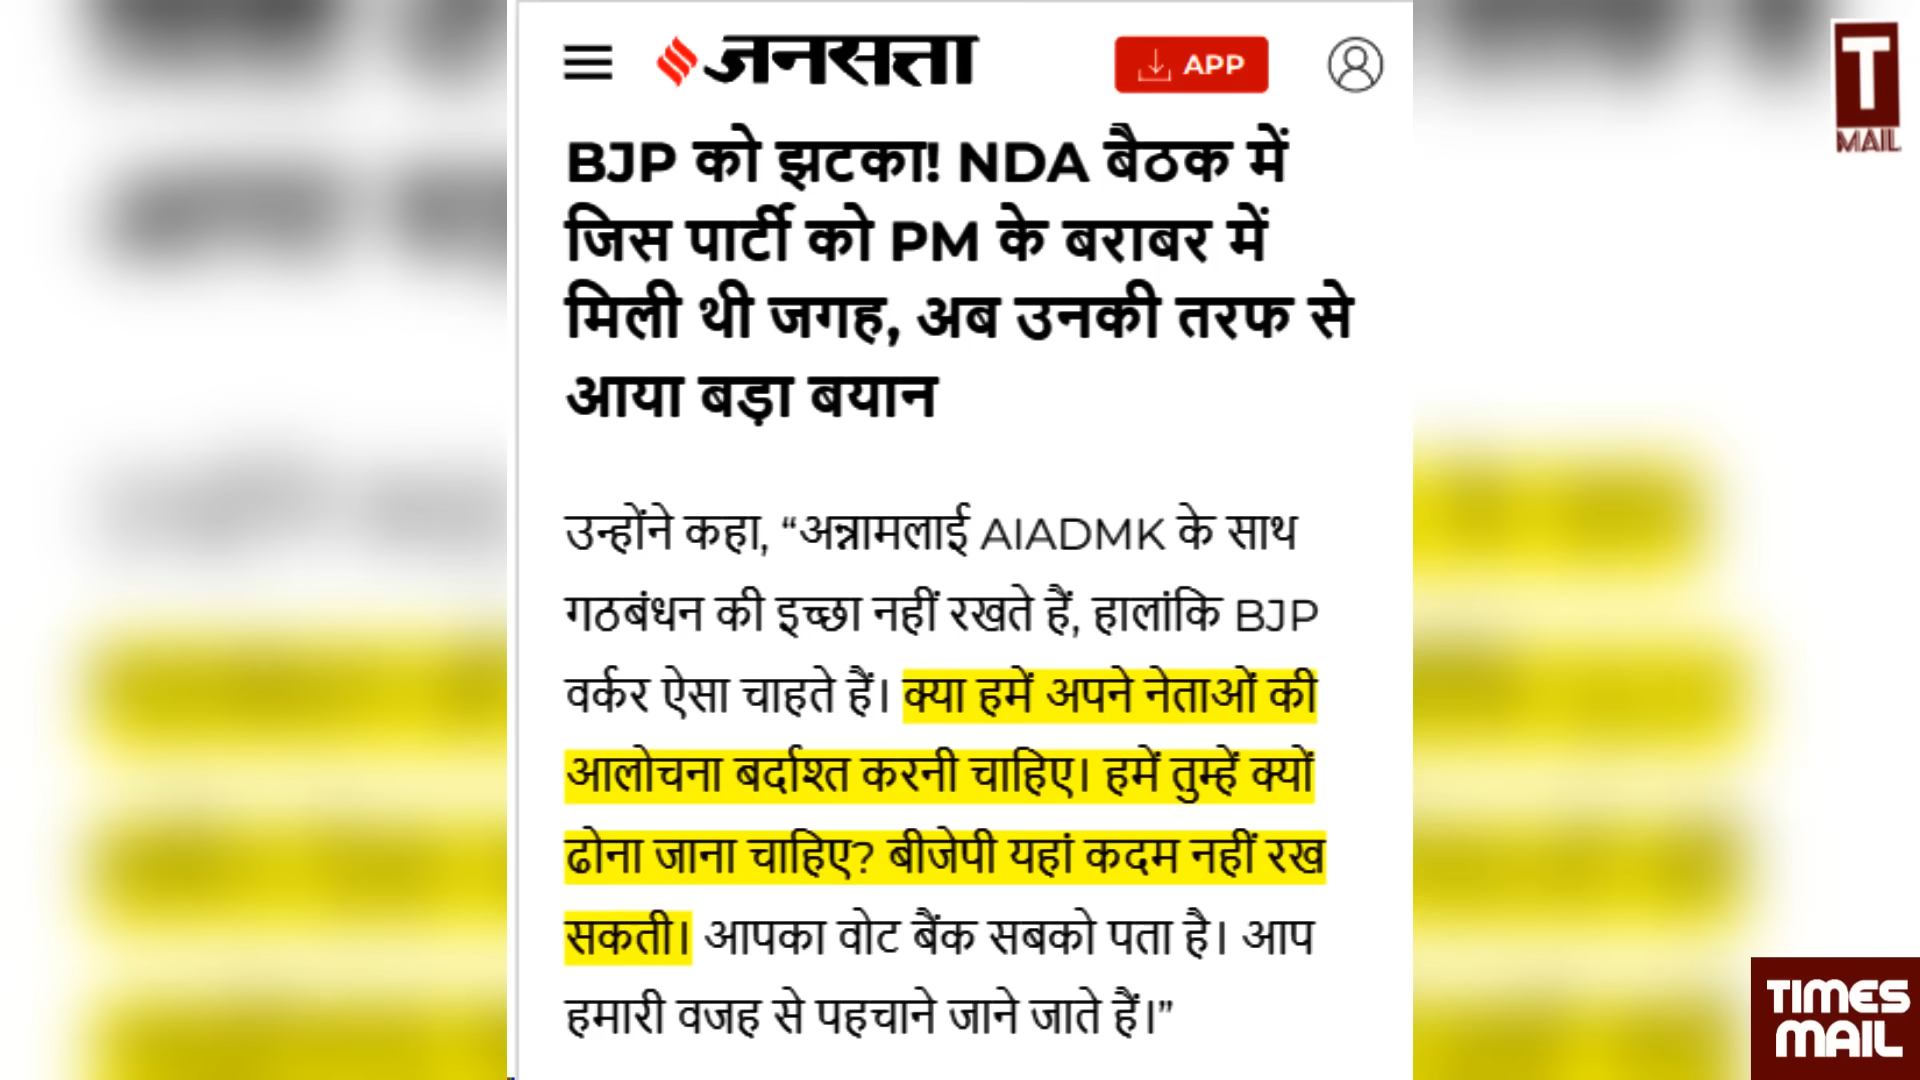 जनसत्ता
APP
T
MAIL
BJP को झटका! NDA बैठक में
जिस पार्टी को PM के बराबर में
मिली थी जगह, अब उनकी तरफ से
आया बड़ा बयान
उन्होंने कहा, “अन्नामलाई AIADMK के साथ
गठबंधन की इच्छा नहीं रखते हैं, हालांकि BJP
वर्कर ऐसा चाहते हैं। क्या हमें अपने नेताओं की
आलोचना बर्दाश्त करनी चाहिए। हमें तुम्हें क्यों
ढोना जाना चाहिए? बीजेपी यहां कदम नहीं रख
सकती। आपका वोट बैंक सबको पता है। आप
हमारी वजह से पहचाने जाने जाते हैं।”
TIMES
MAIL